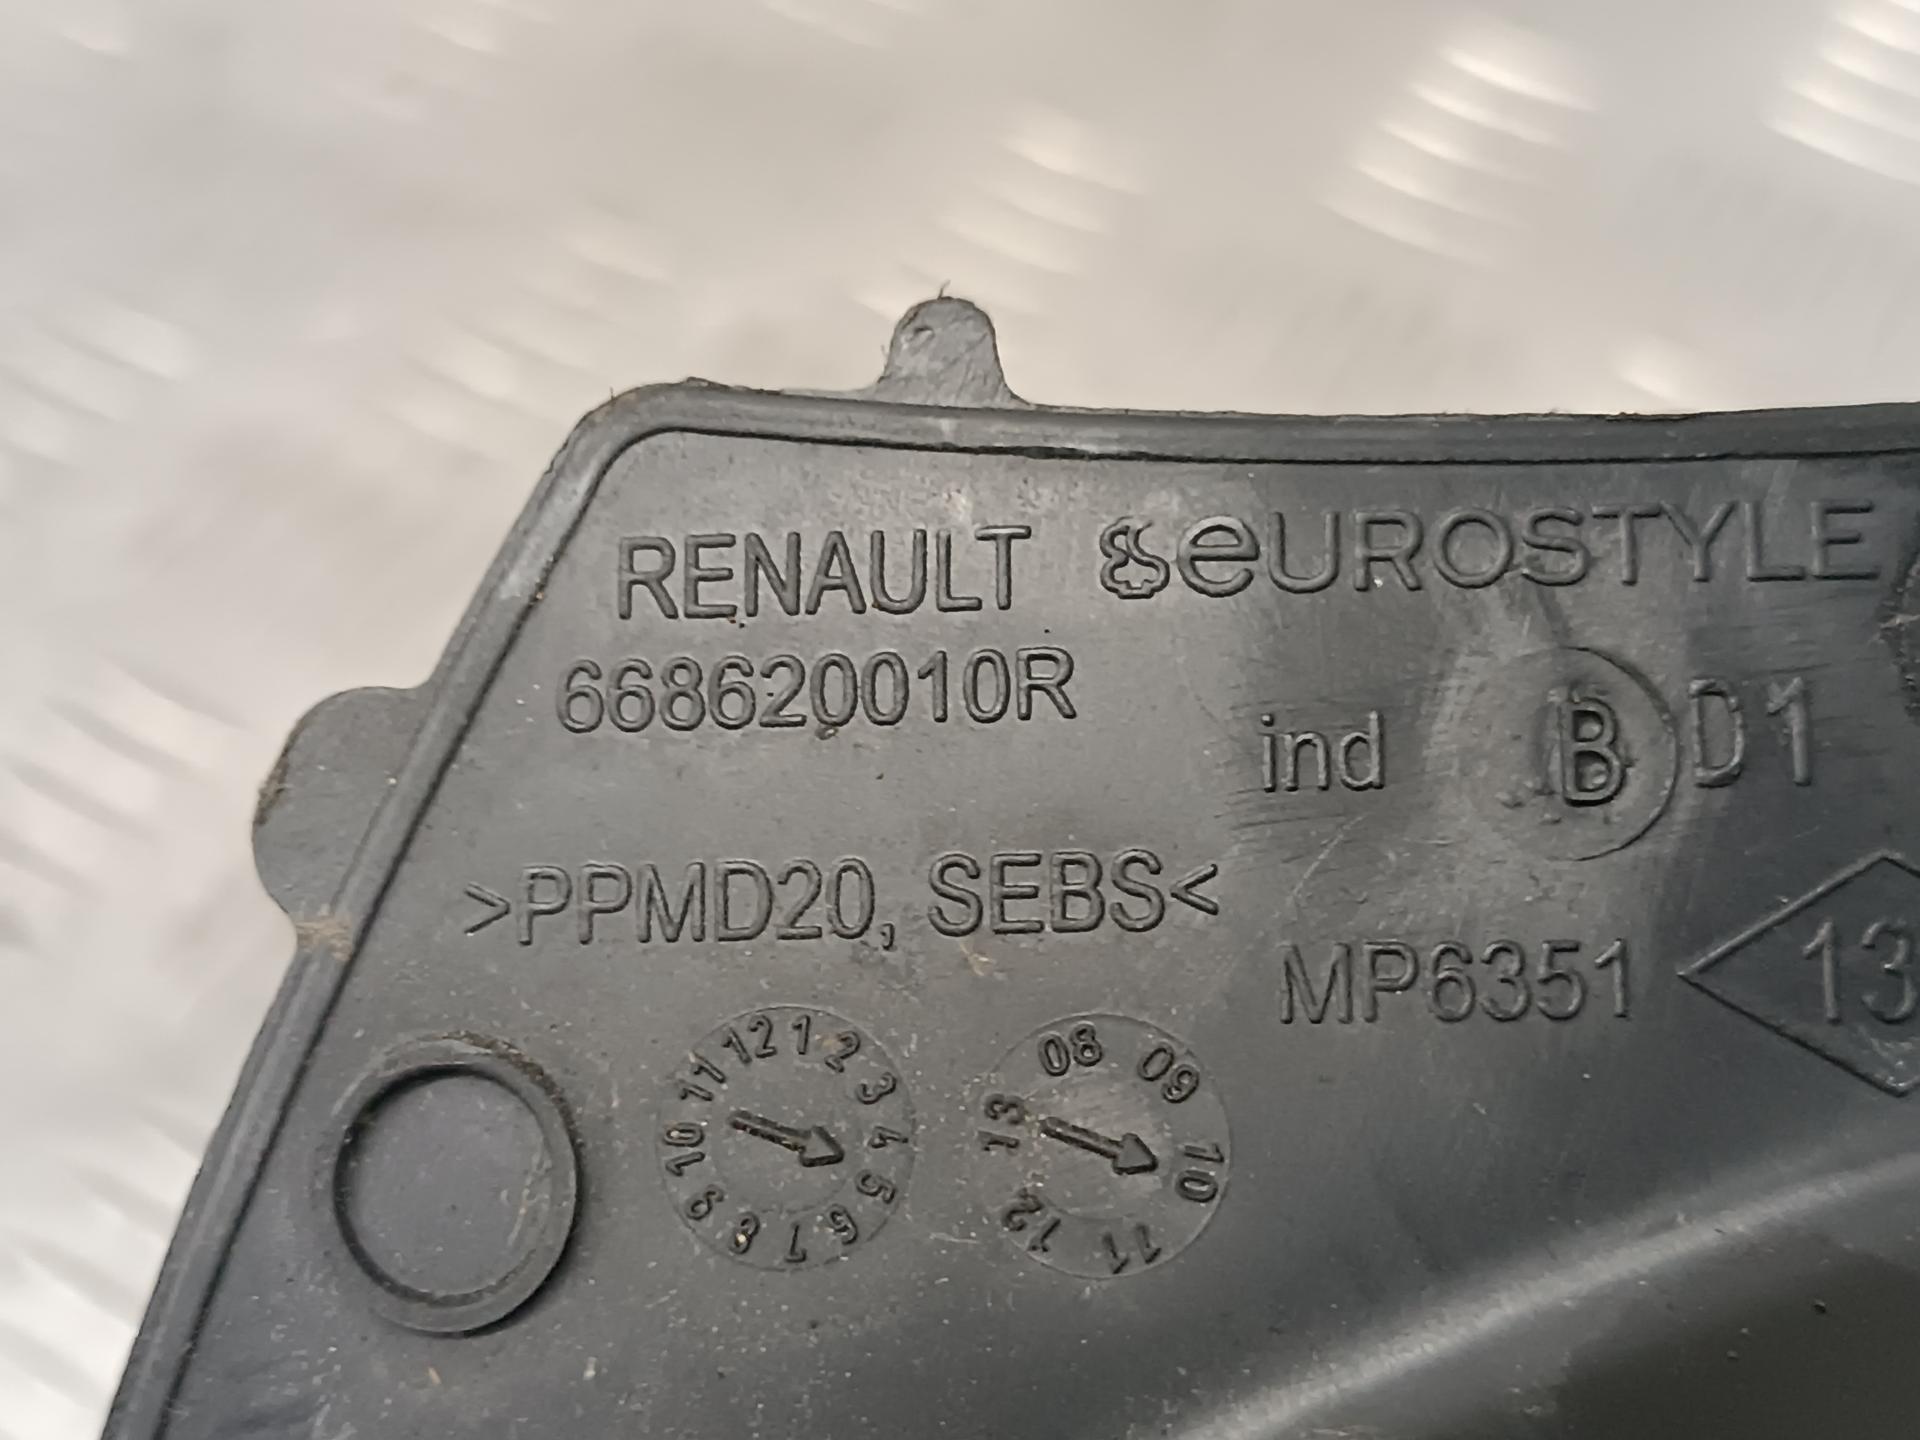 RENAULT eUROSTYLE
668620010R
ind B D1
>PPMD20, SEBS<
MP6351 13
12 1 2 3 4 5 6 7 8 9 10 11
08 09 10 11 12 13